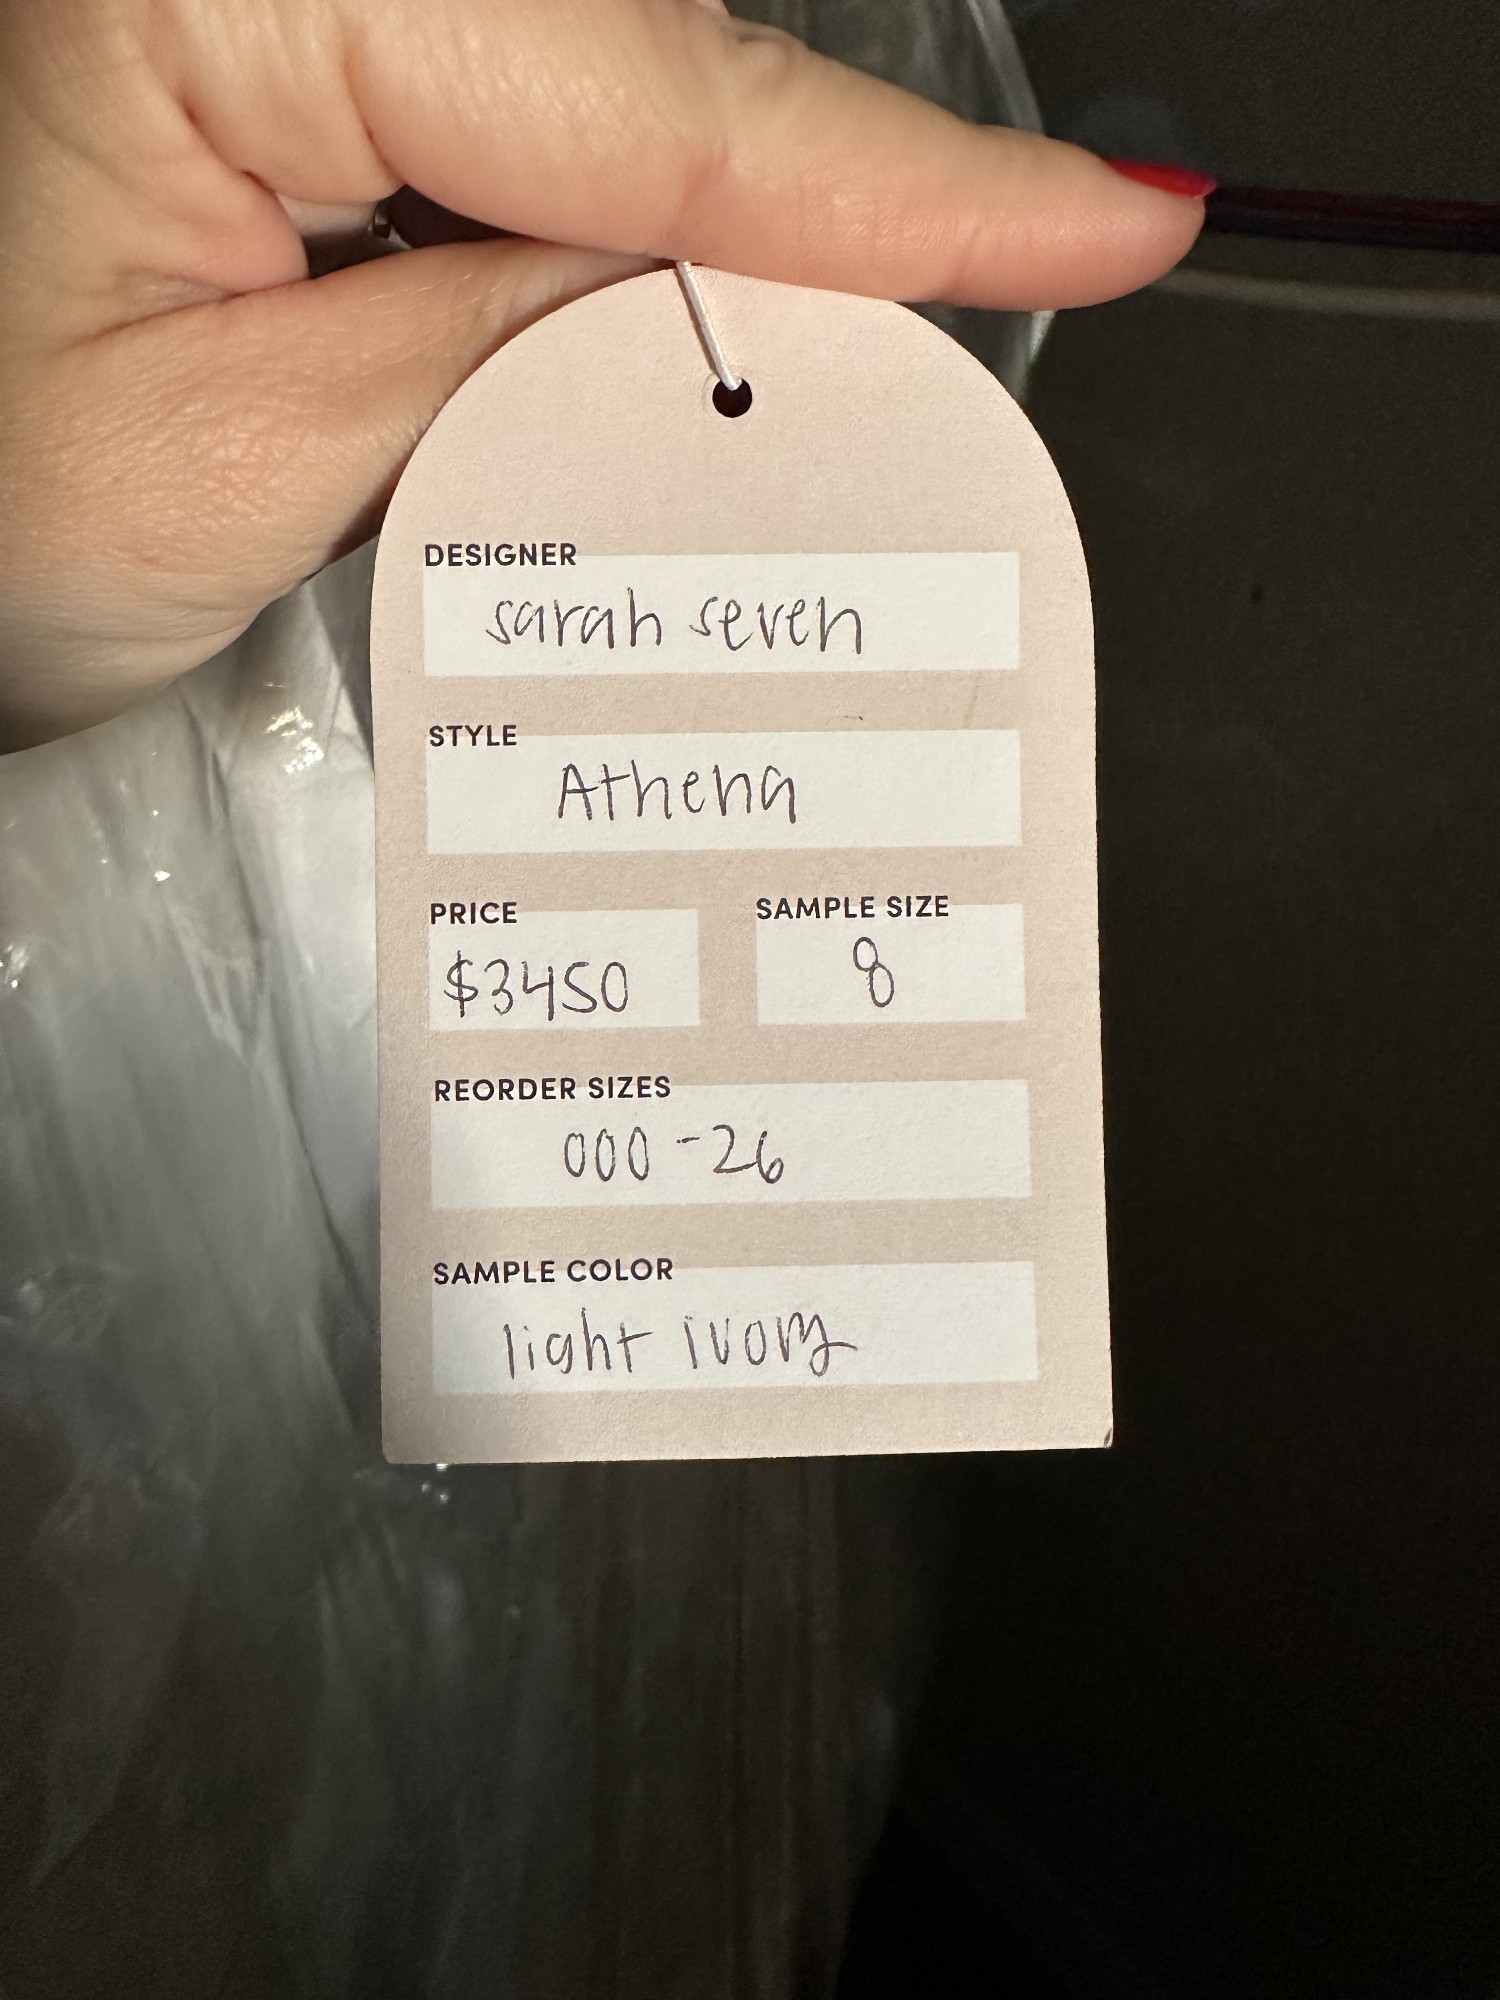 DESIGNER
sarah seven
STYLE
Athena
PRICE
$3450
SAMPLE SIZE
8
REORDER SIZES
000-26
SAMPLE COLOR
light ivory